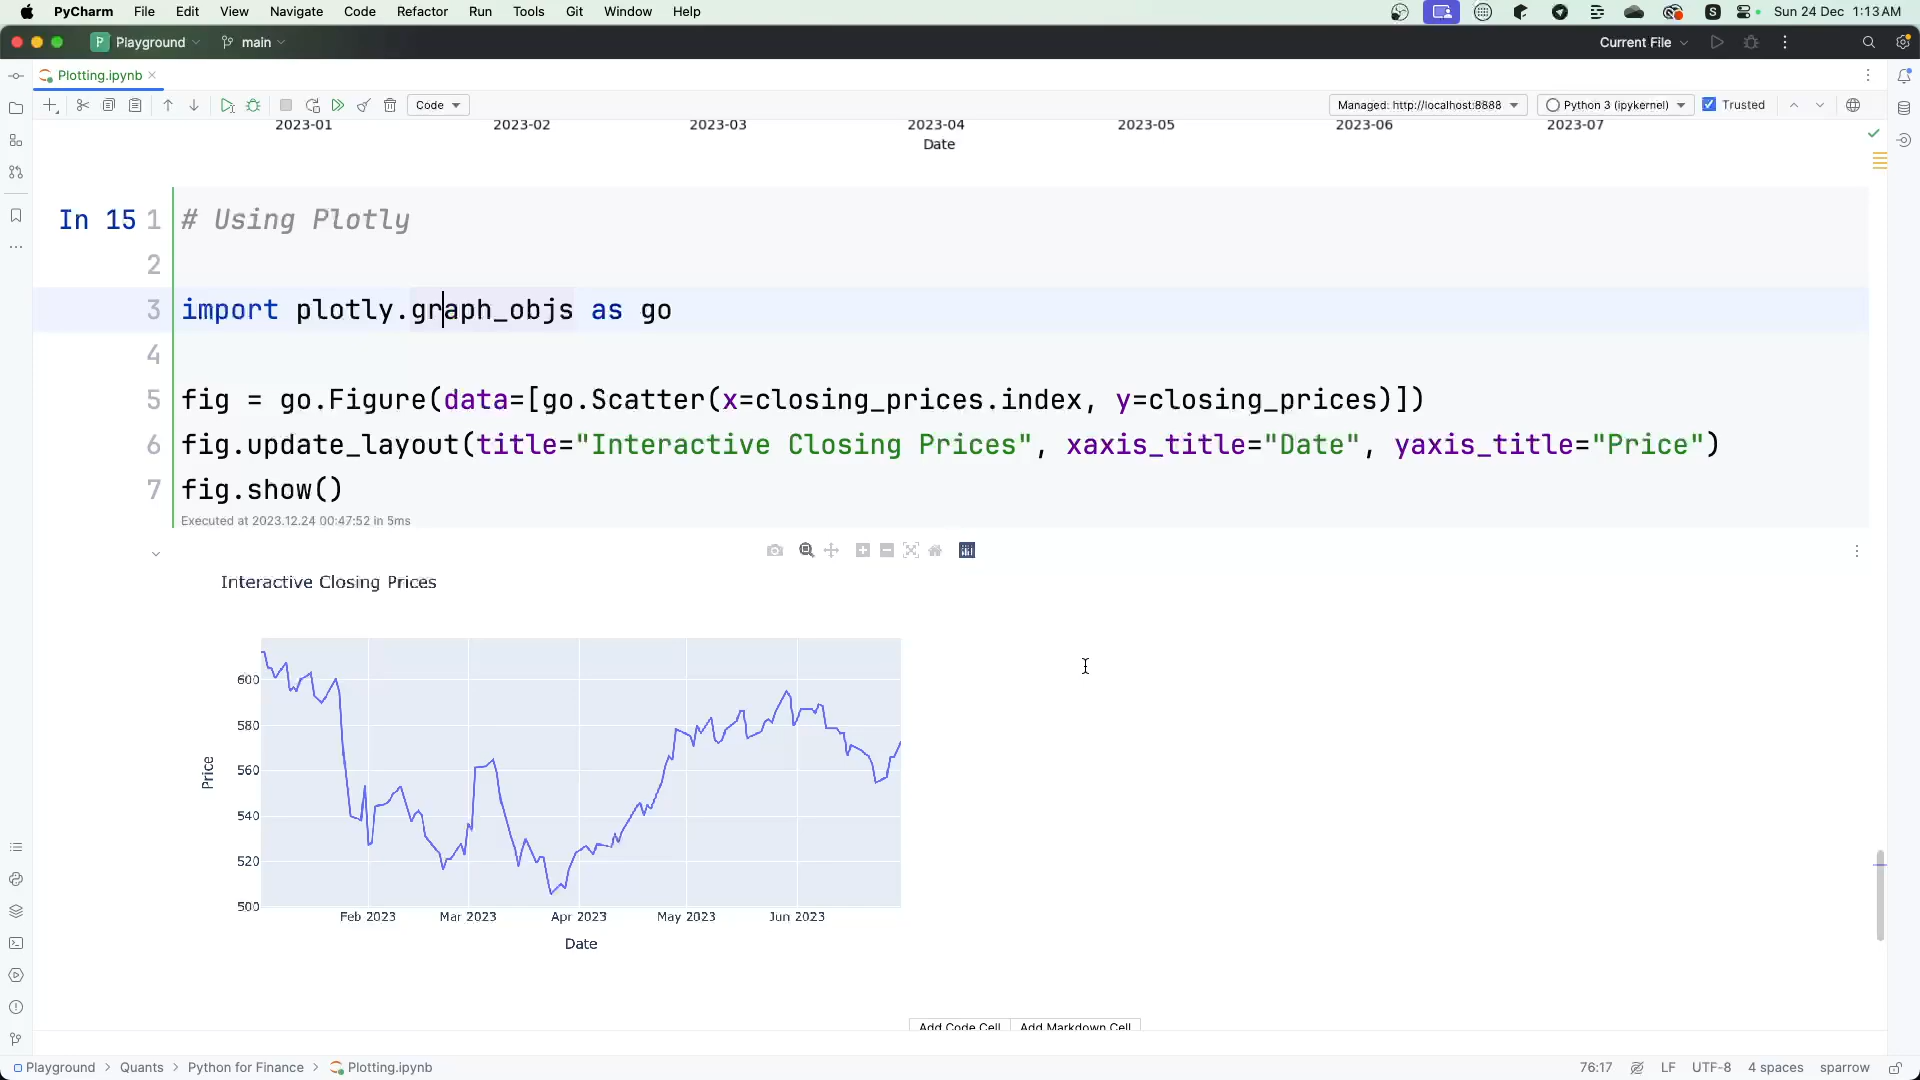 PyCharm File Edit View Navigate Code Refactor Run Tools Git Window Help S Sun 24 Dec 1:13 AM
P Playground main Current File
Plotting.ipynb
Code Managed: http://localhost:8888 Python 3 (ipykernel) Trusted
2023-01 2023-02 2023-03 2023-04 2023-05 2023-06 2023-07
Date
In 15 1 # Using Plotly
2
3 import plotly.graph_objs as go
4
5 fig = go.Figure(data=[go.Scatter(x=closing_prices.index, y=closing_prices)])
6 fig.update_layout(title="Interactive Closing Prices", xaxis_title="Date", yaxis_title="Price")
7 fig.show()
Executed at 2023.12.24 00:47:52 in 5ms
Interactive Closing Prices
600
580
560
540
520
500
Price
Feb 2023 Mar 2023 Apr 2023 May 2023 Jun 2023
Date
Add Code Cell Add Markdown Cell
Playground > Quants > Python for Finance > Plotting.ipynb 76:17 LF UTF-8 4 spaces sparrow